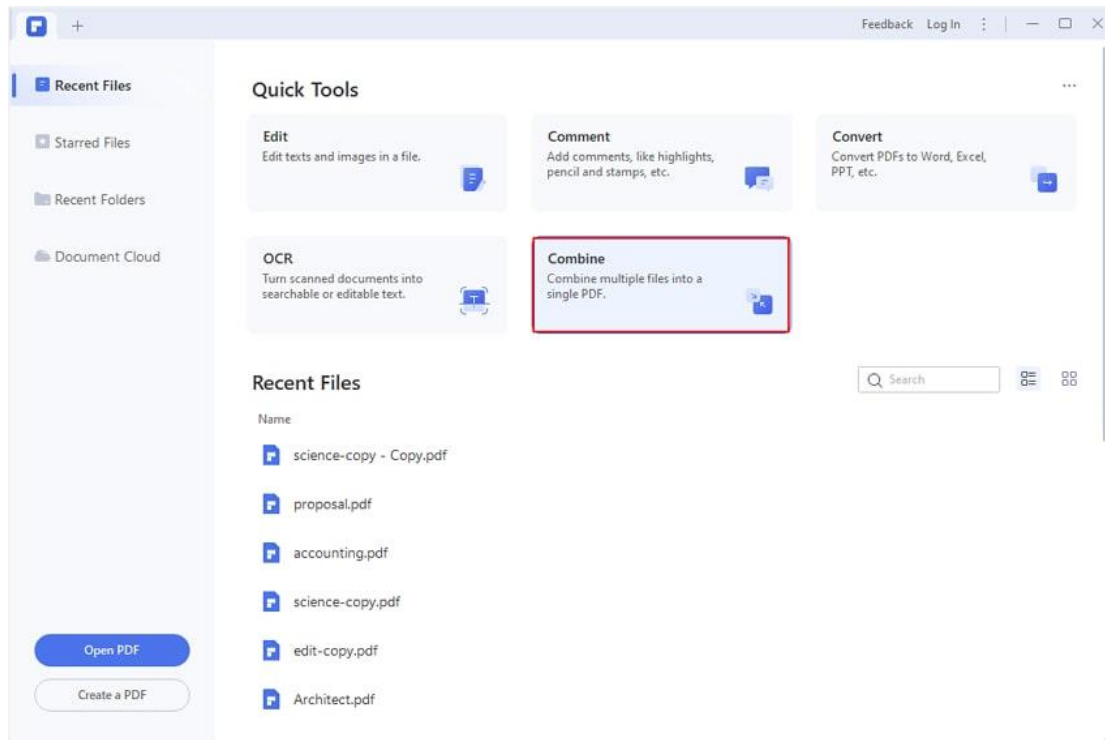 Feedback Log In
Recent Files
Starred Files
Recent Folders
Document Cloud
Open PDF
Create a PDF
Quick Tools
Edit
Edit texts and images in a file.
Comment
Add comments, like highlights,
pencil and stamps, etc.
Convert
Convert PDFs to Word, Excel,
PPT, etc.
OCR
Turn scanned documents into
searchable or editable text.
Combine
Combine multiple files into a
single PDF.
Recent Files
Search
Name
science-copy - Copy.pdf
proposal.pdf
accounting.pdf
science-copy.pdf
edit-copy.pdf
Architect.pdf